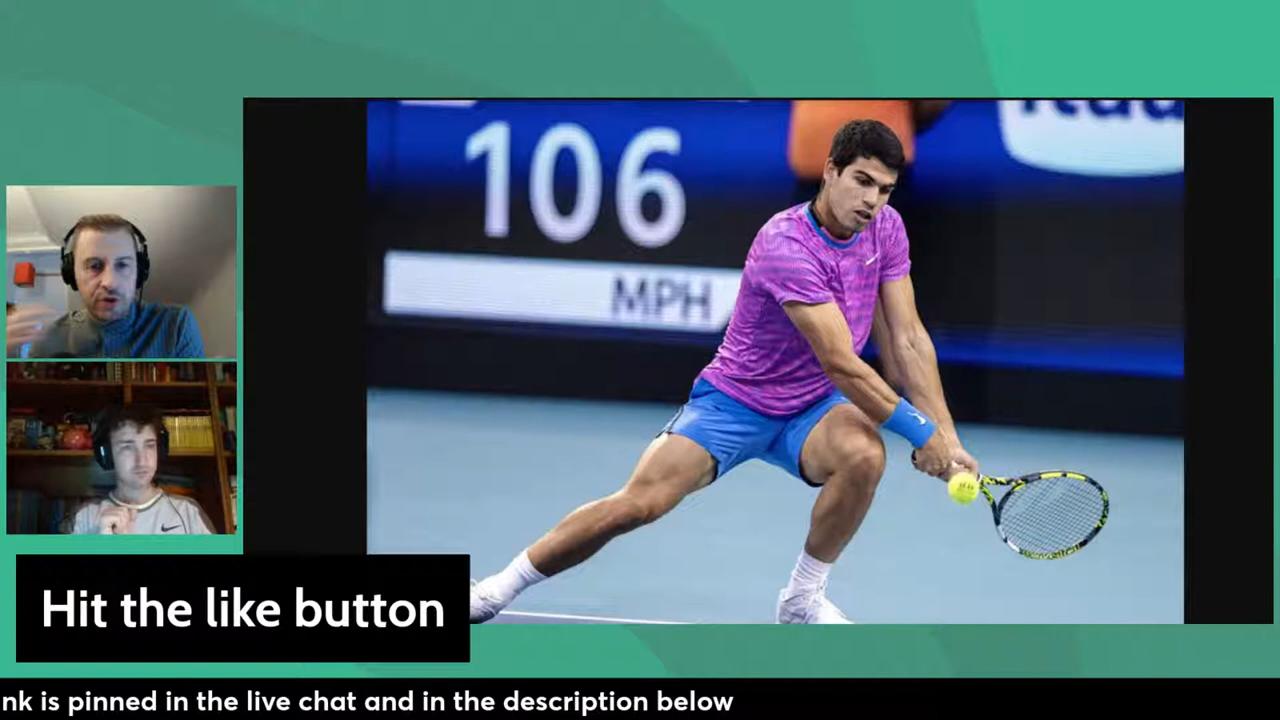 106
MPH
Hit the like button
nk is pinned in the live chat and in the description below